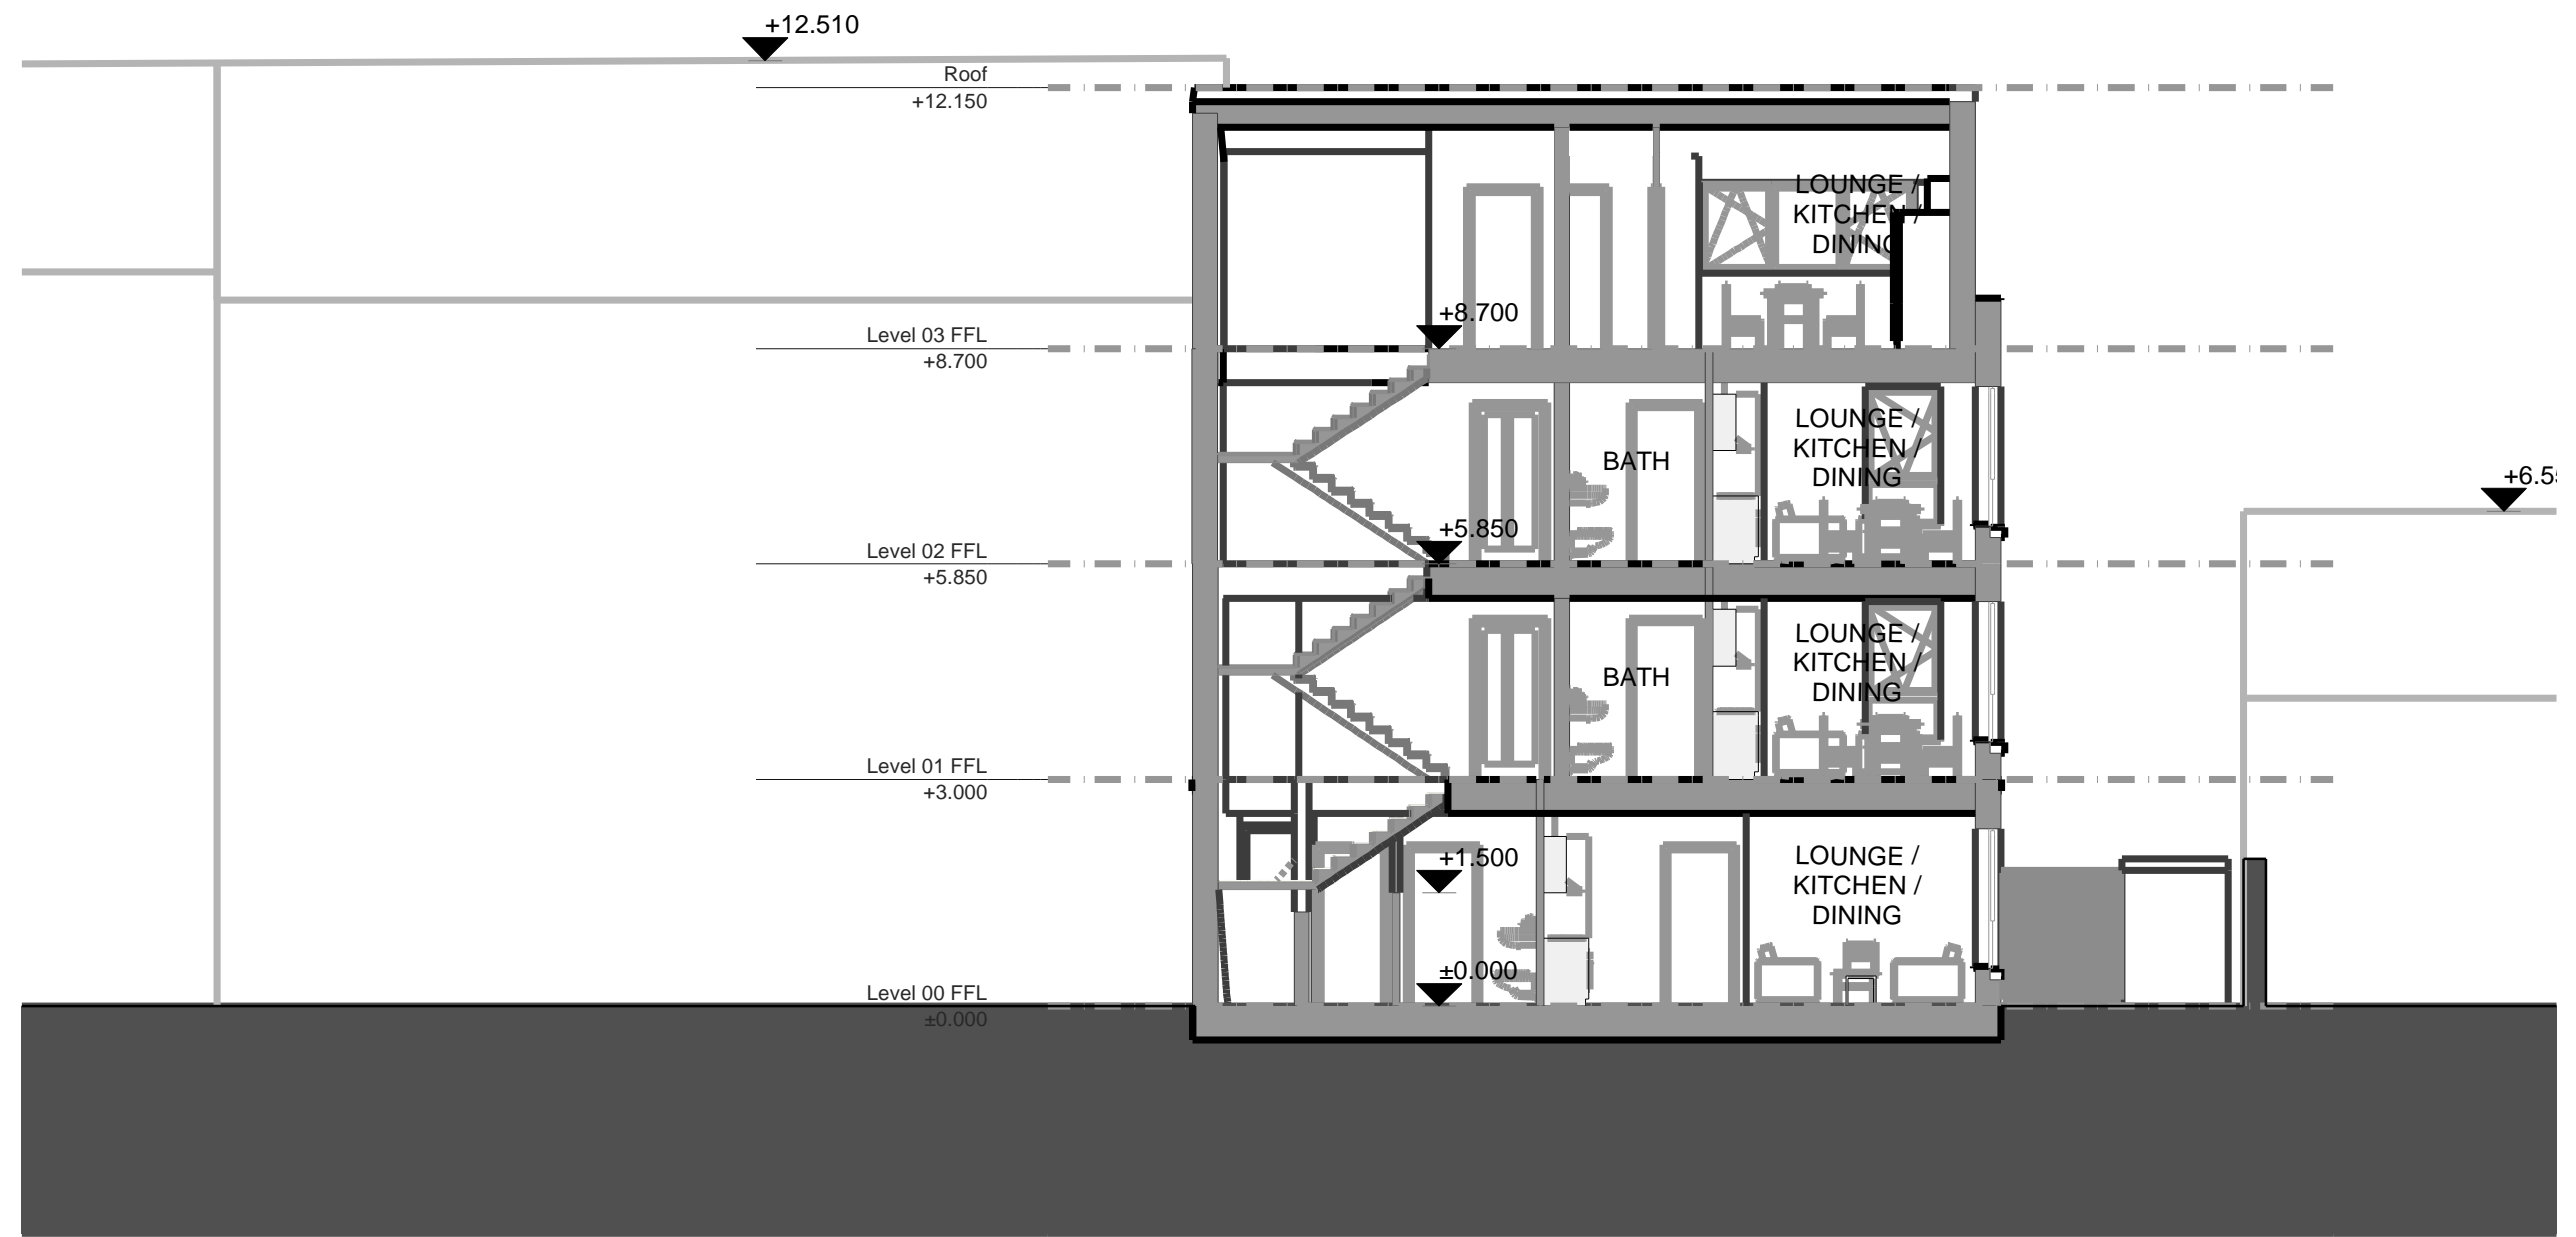 +12.510
Roof
+12.150
LOUNGE /
KITCHEN /
DINING
+8.700
Level 03 FFL
+8.700
LOUNGE /
KITCHEN /
DINING
BATH
+6.5
+5.850
Level 02 FFL
+5.850
LOUNGE /
KITCHEN /
DINING
BATH
Level 01 FFL
+3.000
LOUNGE /
KITCHEN /
DINING
+1.500
±0.000
Level 00 FFL
±0.000